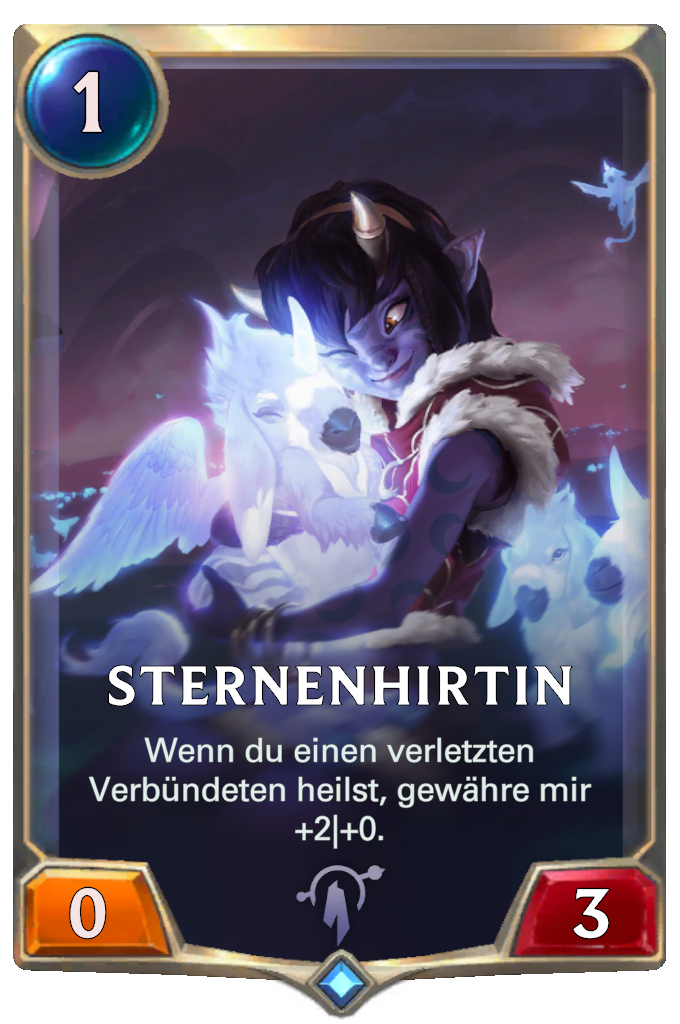 1
STERNENHIRTIN
Wenn du einen verletzten
Verbündeten heilst, gewähre mir
+2|+0.
0
3